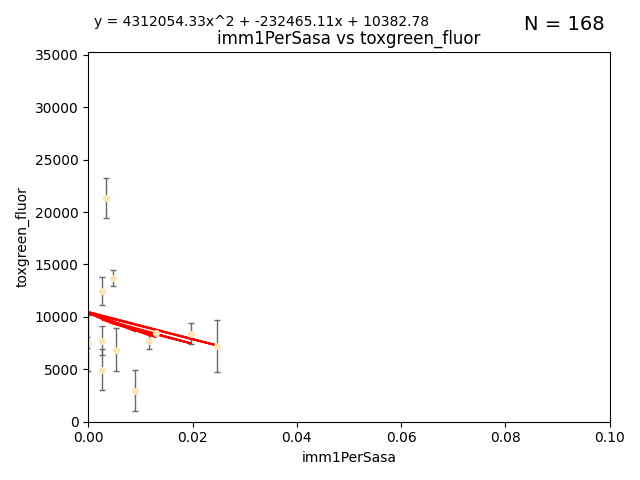 y = 4312054.33x^2 + -232465.11x + 10382.78
N = 168
imm1PerSasa vs toxgreen_fluor
35000
30000
25000
20000
15000
10000
5000
0
toxgreen_fluor
0.00
0.02
0.04
0.06
0.08
0.10
imm1PerSasa